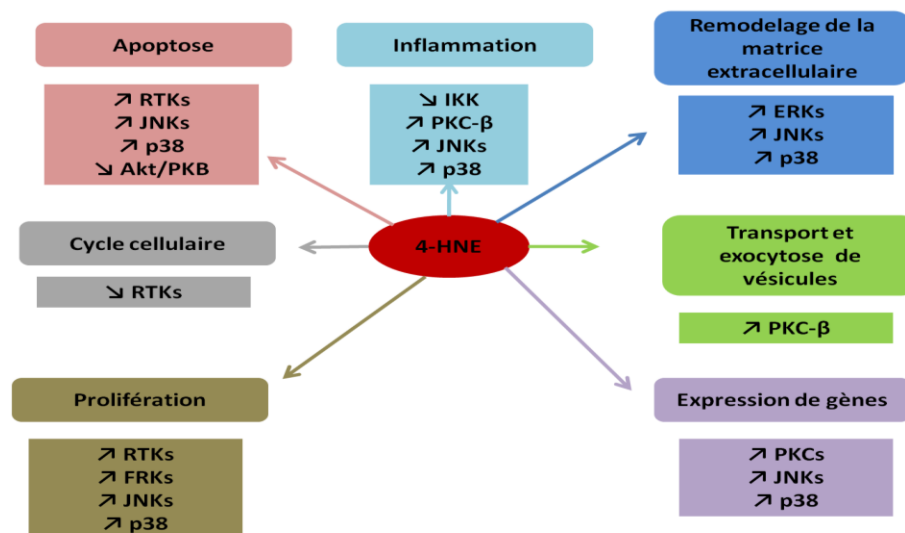 Apoptose
↗ RTKs
↗ JNKs
↗ p38
↘ Akt/PKB
Inflammation
↘ IKK
↗ PKC-β
↗ JNKs
↗ p38
Remodelage de la
matrice
extracellulaire
↗ ERKs
↗ JNKs
↗ p38
4-HNE
Cycle cellulaire
↘ RTKs
Transport et
exocytose de
vésicules
↗ PKC-β
Prolifération
↗ RTKs
↗ FRKs
↗ JNKs
↗ p38
Expression de gènes
↗ PKCs
↗ JNKs
↗ p38